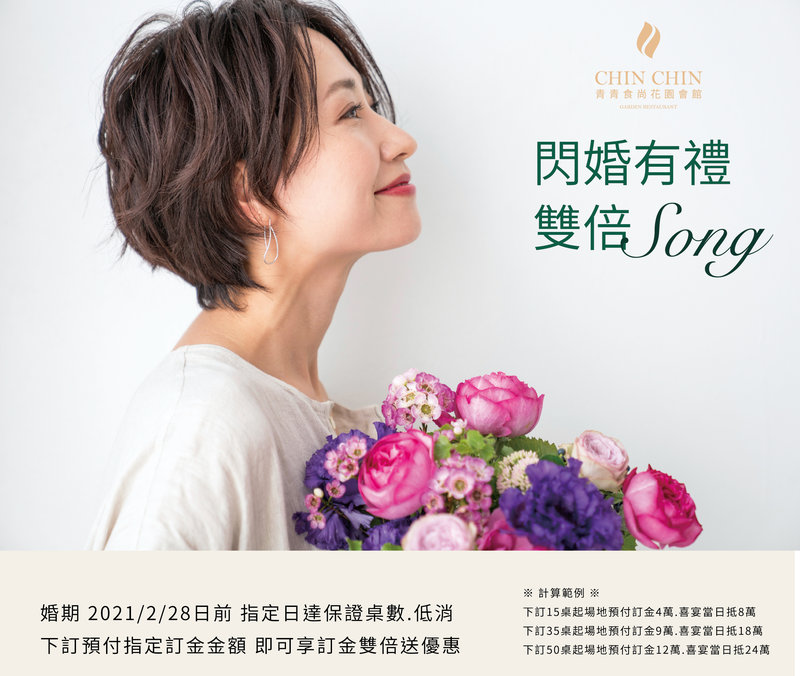 CHIN CHIN
青青食尚花園會館
GARDEN RESTAURANT
閃婚有禮
雙倍Song
婚期 2021/2/28日前 指定日達保證桌數.低消
下訂預付指定訂金金額 即可享訂金雙倍送優惠
※ 計算範例 ※
下訂15桌起場地預付訂金4萬.喜宴當日抵8萬
下訂35桌起場地預付訂金9萬.喜宴當日抵18萬
下訂50桌起場地預付訂金12萬.喜宴當日抵24萬